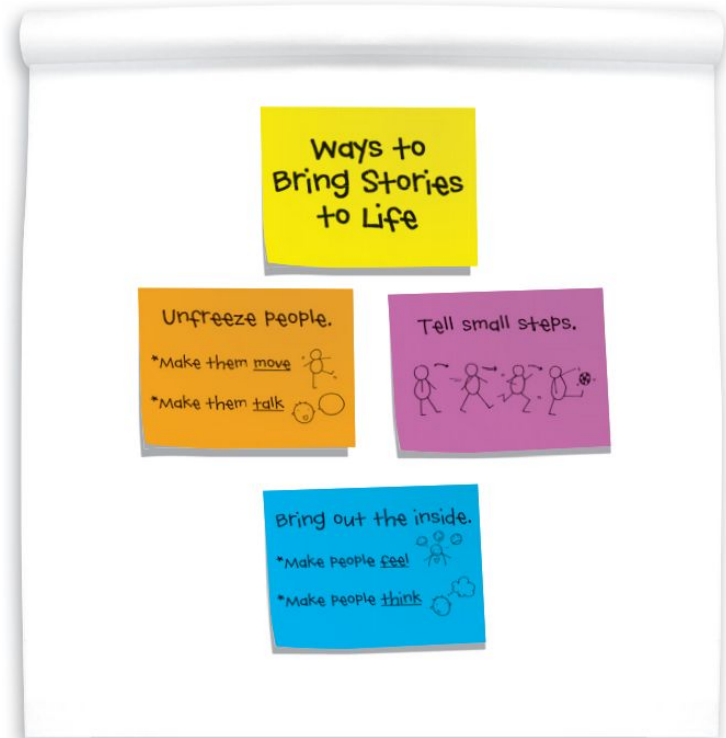 Ways to
Bring Stories
to Life
Unfreeze people.
*Make them move
*Make them talk
Tell small steps.
Bring out the inside.
*Make people feel
*Make people think